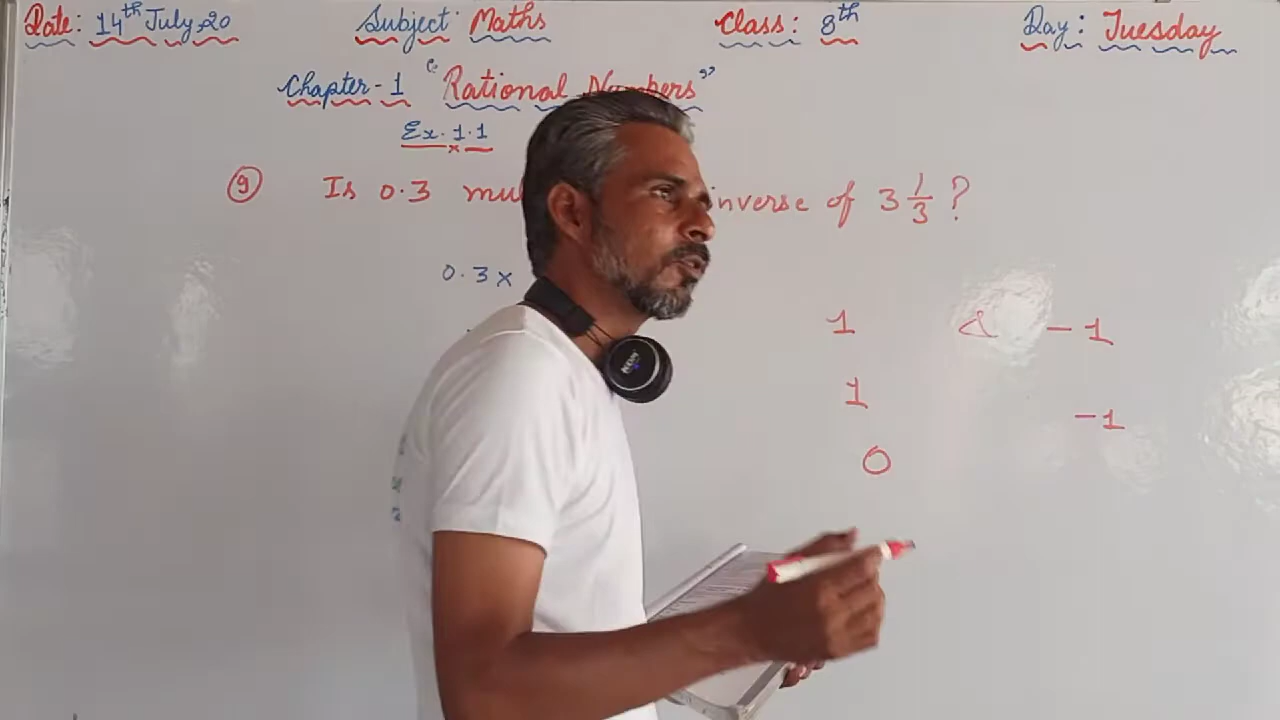 Date: 14th July, 20 Subject: Maths Class: 8th Day: Tuesday
Chapter-1 "Rational Numbers"
Ex. 1.1
9 Is 0.3 inverse of 3 1/3 ?
0.3 x
1 & -1
1 -1
0